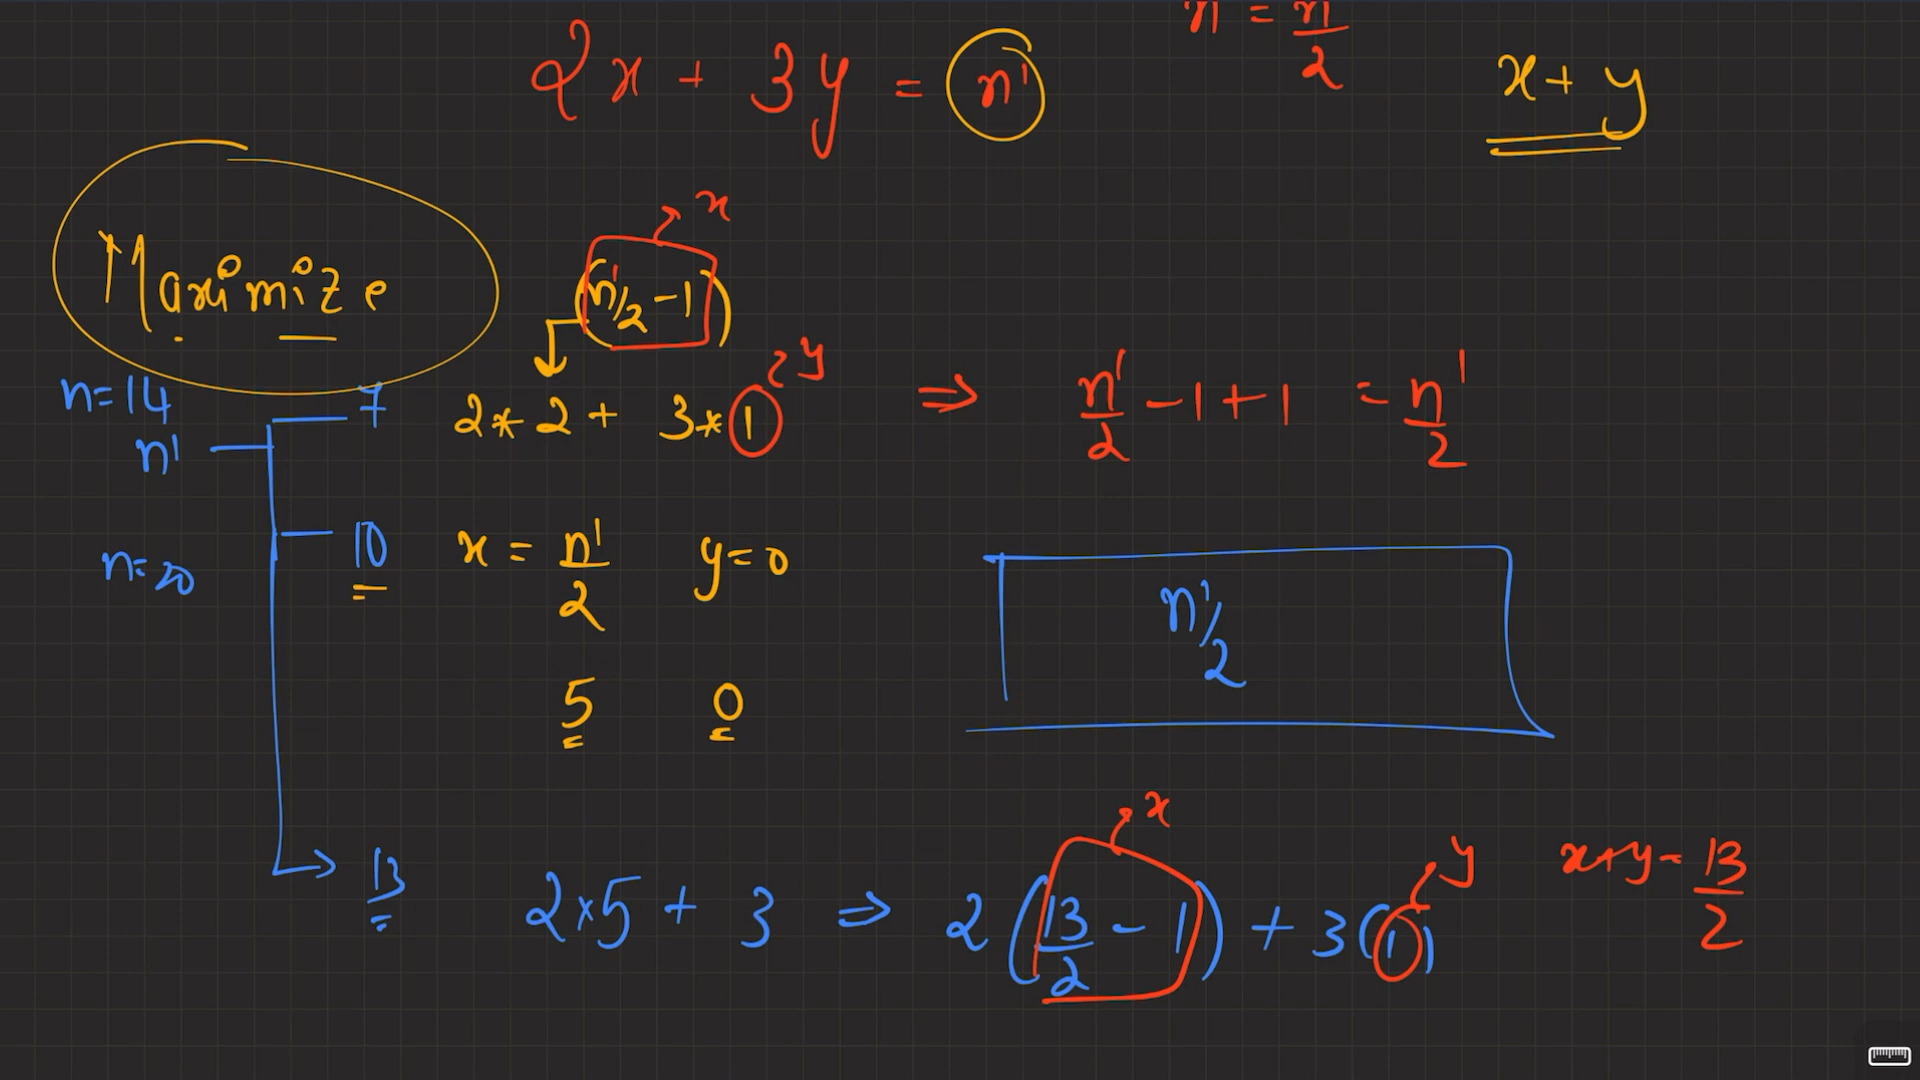 n = n/2
2x + 3y = n'
x + y
x
Maximize
(n'/2 - 1)
y
n=14
7
2*2 + 3*1
⇒ n'/2 - 1 + 1 = n'/2
n'
10
x = n'/2 y = 0
n=20
n'/2
5 0
x
y
x+y = 13/2
13
2×5 + 3 ⇒ 2(13/2 - 1) + 3(1)